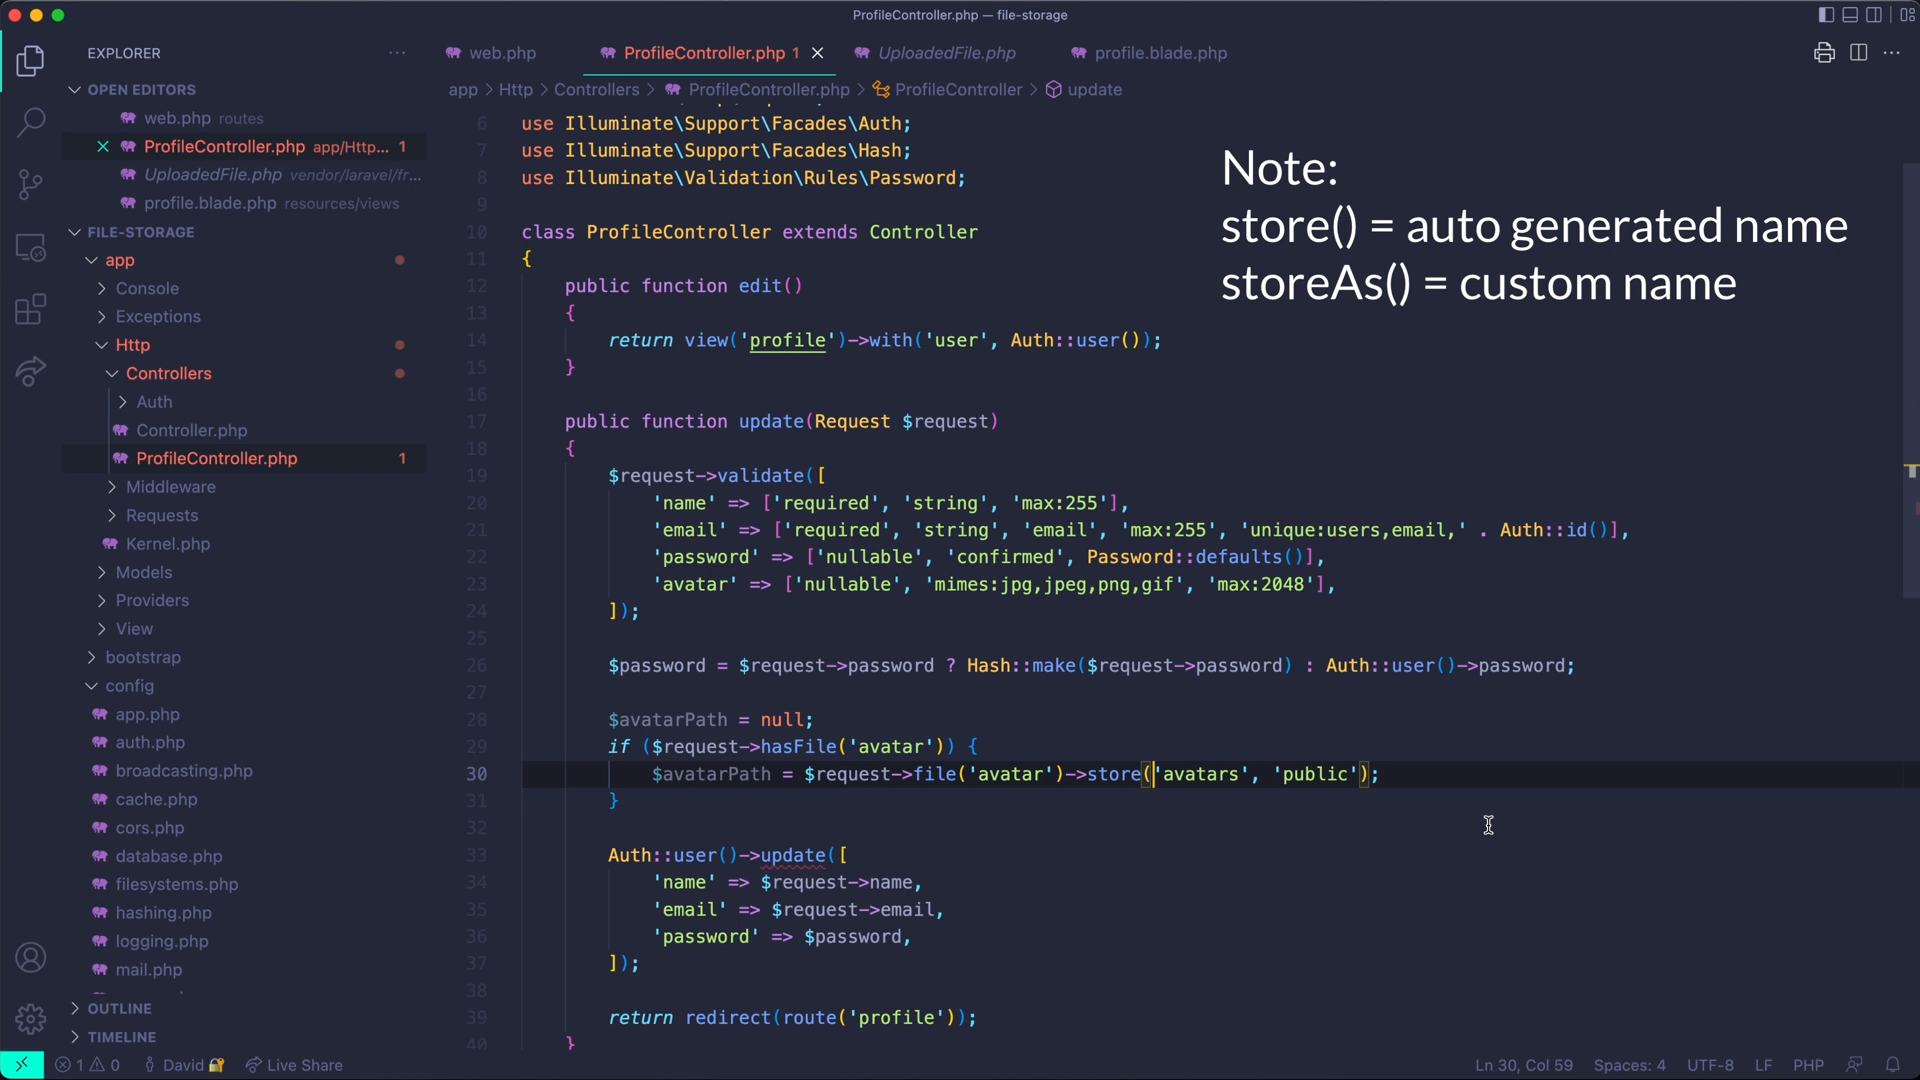 ProfileController.php — file-storage
EXPLORER
OPEN EDITORS
web.php routes
ProfileController.php app/Http... 1
UploadedFile.php vendor/laravel/fr...
profile.blade.php resources/views
FILE-STORAGE
app
Console
Exceptions
Http
Controllers
Auth
Controller.php
ProfileController.php 1
Middleware
Requests
Kernel.php
Models
Providers
View
bootstrap
config
app.php
auth.php
broadcasting.php
cache.php
cors.php
database.php
filesystems.php
hashing.php
logging.php
mail.php
OUTLINE
TIMELINE
web.php
ProfileController.php 1
UploadedFile.php
profile.blade.php
app > Http > Controllers > ProfileController.php > ProfileController > update
6 use Illuminate\Support\Facades\Auth;
7 use Illuminate\Support\Facades\Hash;
8 use Illuminate\Validation\Rules\Password;
9
10 class ProfileController extends Controller
11 {
12     public function edit()
13     {
14         return view('profile')->with('user', Auth::user());
15     }
16
17     public function update(Request $request)
18     {
19         $request->validate([
20             'name' => ['required', 'string', 'max:255'],
21             'email' => ['required', 'string', 'email', 'max:255', 'unique:users,email,' . Auth::id()],
22             'password' => ['nullable', 'confirmed', Password::defaults()],
23             'avatar' => ['nullable', 'mimes:jpg,jpeg,png,gif', 'max:2048'],
24         ]);
25
26         $password = $request->password ? Hash::make($request->password) : Auth::user()->password;
27
28         $avatarPath = null;
29         if ($request->hasFile('avatar')) {
30             $avatarPath = $request->file('avatar')->store('avatars', 'public');
31         }
32
33         Auth::user()->update([
34             'name' => $request->name,
35             'email' => $request->email,
36             'password' => $password,
37         ]);
38
39         return redirect(route('profile'));
40     }
Note:
store() = auto generated name
storeAs() = custom name
1 0 David Live Share
Ln 30, Col 59 Spaces: 4 UTF-8 LF PHP